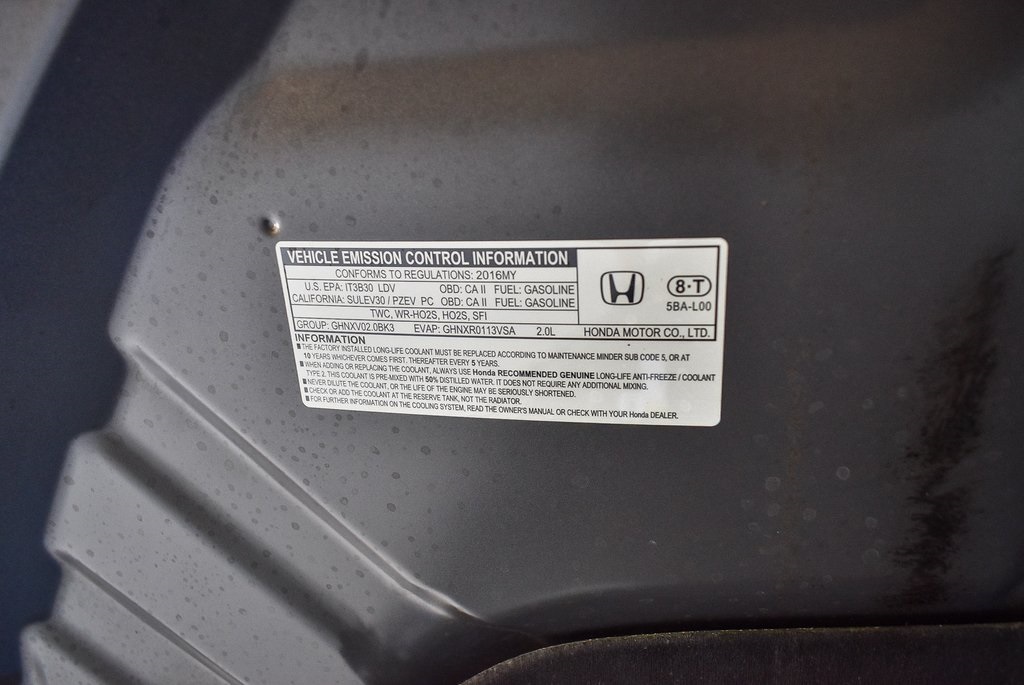 VEHICLE EMISSION CONTROL INFORMATION
CONFORMS TO REGULATIONS: 2016MY
U.S. EPA: IT3B30 LDV OBD: CA II FUEL: GASOLINE
CALIFORNIA: SULEV30 / PZEV PC OBD: CA II FUEL: GASOLINE
TWC, WR-HO2S, HO2S, SFI
GROUP: GHNXV02.0BK3 EVAP: GHNXR0113VSA 2.0L
8·T
5BA-L00
HONDA MOTOR CO., LTD.
INFORMATION
■ THE FACTORY INSTALLED LONG-LIFE COOLANT MUST BE REPLACED ACCORDING TO MAINTENANCE MINDER SUB CODE 5, OR AT
10 YEARS WHICHEVER COMES FIRST. THEREAFTER EVERY 5 YEARS.
■ WHEN ADDING OR REPLACING THE COOLANT, ALWAYS USE Honda RECOMMENDED GENUINE LONG-LIFE ANTI-FREEZE / COOLANT
TYPE 2. THIS COOLANT IS PRE-MIXED WITH 50% DISTILLED WATER. IT DOES NOT REQUIRE ANY ADDITIONAL MIXING.
■ NEVER DILUTE THE COOLANT, OR THE LIFE OF THE ENGINE MAY BE SERIOUSLY SHORTENED.
■ CHECK OR ADD THE COOLANT AT THE RESERVE TANK, NOT THE RADIATOR.
■ FOR FURTHER INFORMATION ON THE COOLING SYSTEM, READ THE OWNER'S MANUAL OR CHECK WITH YOUR Honda DEALER.